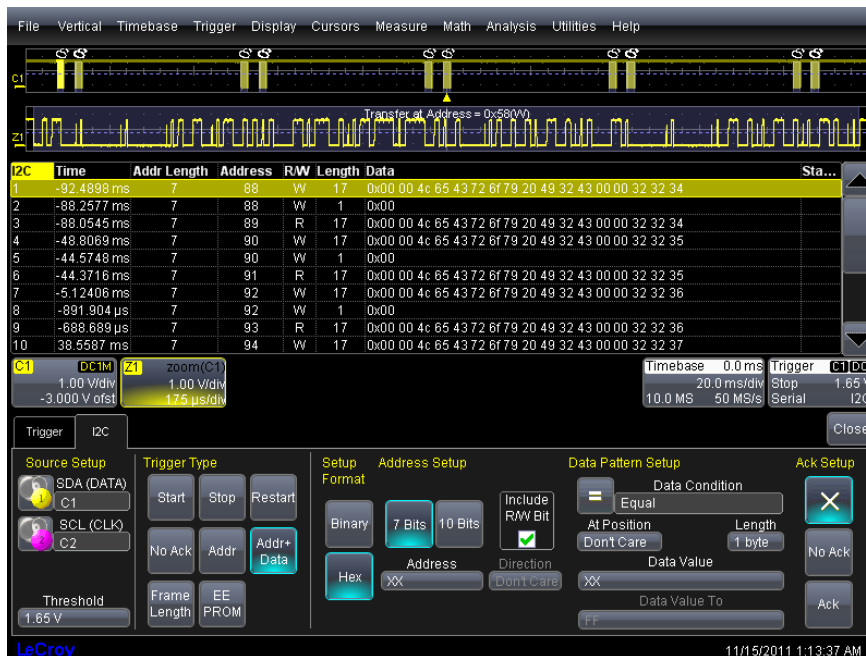 File Vertical Timebase Trigger Display Cursors Measure Math Analysis Utilities Help
C1
Transfer at Address = 0x58(W)
Z1
I2C Time Addr Length Address R/W Length Data Sta...
1 -92.4898 ms 7 88 W 17 0x00 00 4c 65 43 72 6f 79 20 49 32 43 00 00 32 32 34
2 -88.2577 ms 7 88 W 1 0x00
3 -88.0545 ms 7 89 R 17 0x00 00 4c 65 43 72 6f 79 20 49 32 43 00 00 32 32 34
4 -48.8069 ms 7 90 W 17 0x00 00 4c 65 43 72 6f 79 20 49 32 43 00 00 32 32 35
5 -44.5748 ms 7 90 W 1 0x00
6 -44.3716 ms 7 91 R 17 0x00 00 4c 65 43 72 6f 79 20 49 32 43 00 00 32 32 35
7 -5.12406 ms 7 92 W 17 0x00 00 4c 65 43 72 6f 79 20 49 32 43 00 00 32 32 36
8 -891.904 µs 7 92 W 1 0x00
9 -688.689 µs 7 93 R 17 0x00 00 4c 65 43 72 6f 79 20 49 32 43 00 00 32 32 36
10 38.5587 ms 7 94 W 17 0x00 00 4c 65 43 72 6f 79 20 49 32 43 00 00 32 32 37
C1 DC1M Z1 zoom(C1) Timebase 0.0 ms Trigger C1 DC
1.00 V/div 1.00 V/div 20.0 ms/div Stop 1.65 V
-3.000 V ofst 175 µs/div 10.0 MS 50 MS/s Serial I2C
Trigger I2C Close
Source Setup Trigger Type Setup Format Address Setup Data Pattern Setup Ack Setup
SDA (DATA)
1 C1
SCL (CLK)
2 C2
Threshold
1.65 V
Start Stop Restart
No Ack Addr Addr+ Data
Frame Length EE PROM
Binary
Hex
7 Bits 10 Bits
Include R/W Bit
Address Direction
XX Don't Care
= Data Condition
Equal
At Position Length
Don't Care 1 byte
Data Value
XX
Data Value To
FF
X
No Ack
Ack
LeCroy 11/15/2011 1:13:37 AM